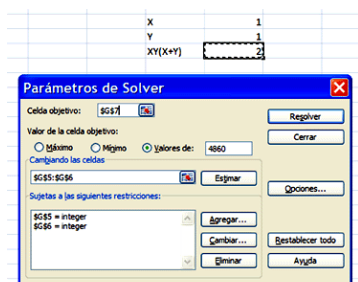 X 1
Y 1
XY(X+Y) 2
Parámetros de Solver
Celda objetivo: $G$7
Resolver
Valor de la celda objetivo:
Cerrar
Máximo Mínimo Valores de: 4860
Cambiando las celdas
$G$5:$G$6 Estimar
Opciones...
Sujetas a las siguientes restricciones:
$G$5 = integer
$G$6 = integer
Agregar...
Cambiar... Restablecer todo
Eliminar Ayuda